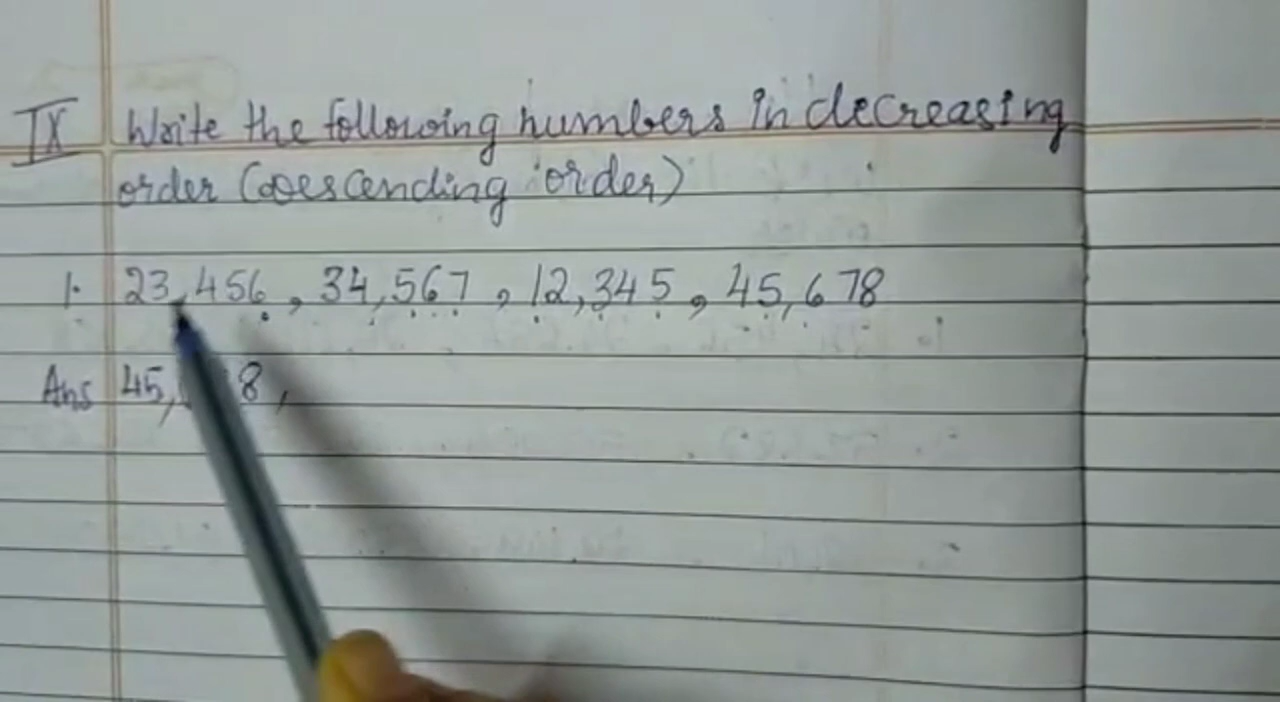 IX Write the following numbers in decreasing
order (Descending order)
1. 23,456, 34,567, 12,345, 45,678
Ans 45, 8,